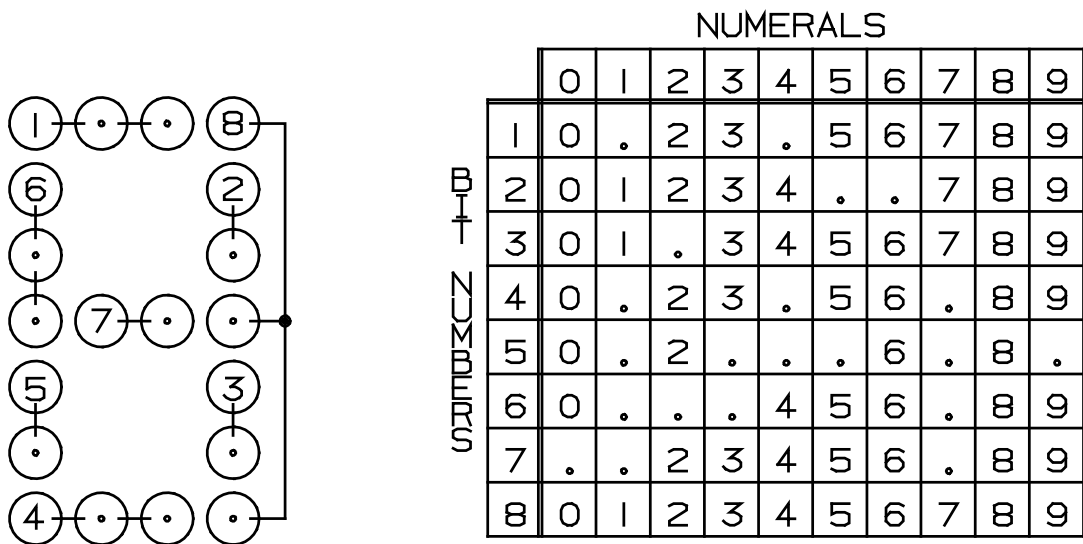 NUMERALS
0 1 2 3 4 5 6 7 8 9
1 0 . 2 3 . 5 6 7 8 9
2 0 1 2 3 4 . . 7 8 9
3 0 1 . 3 4 5 6 7 8 9
4 0 . 2 3 . 5 6 . 8 9
5 0 . 2 . . . 6 . 8 .
6 0 . . . 4 5 6 . 8 9
7 . . 2 3 4 5 6 . 8 9
8 0 1 2 3 4 5 6 7 8 9
BIT NUMBERS
1 8
6 2
7
5 3
4